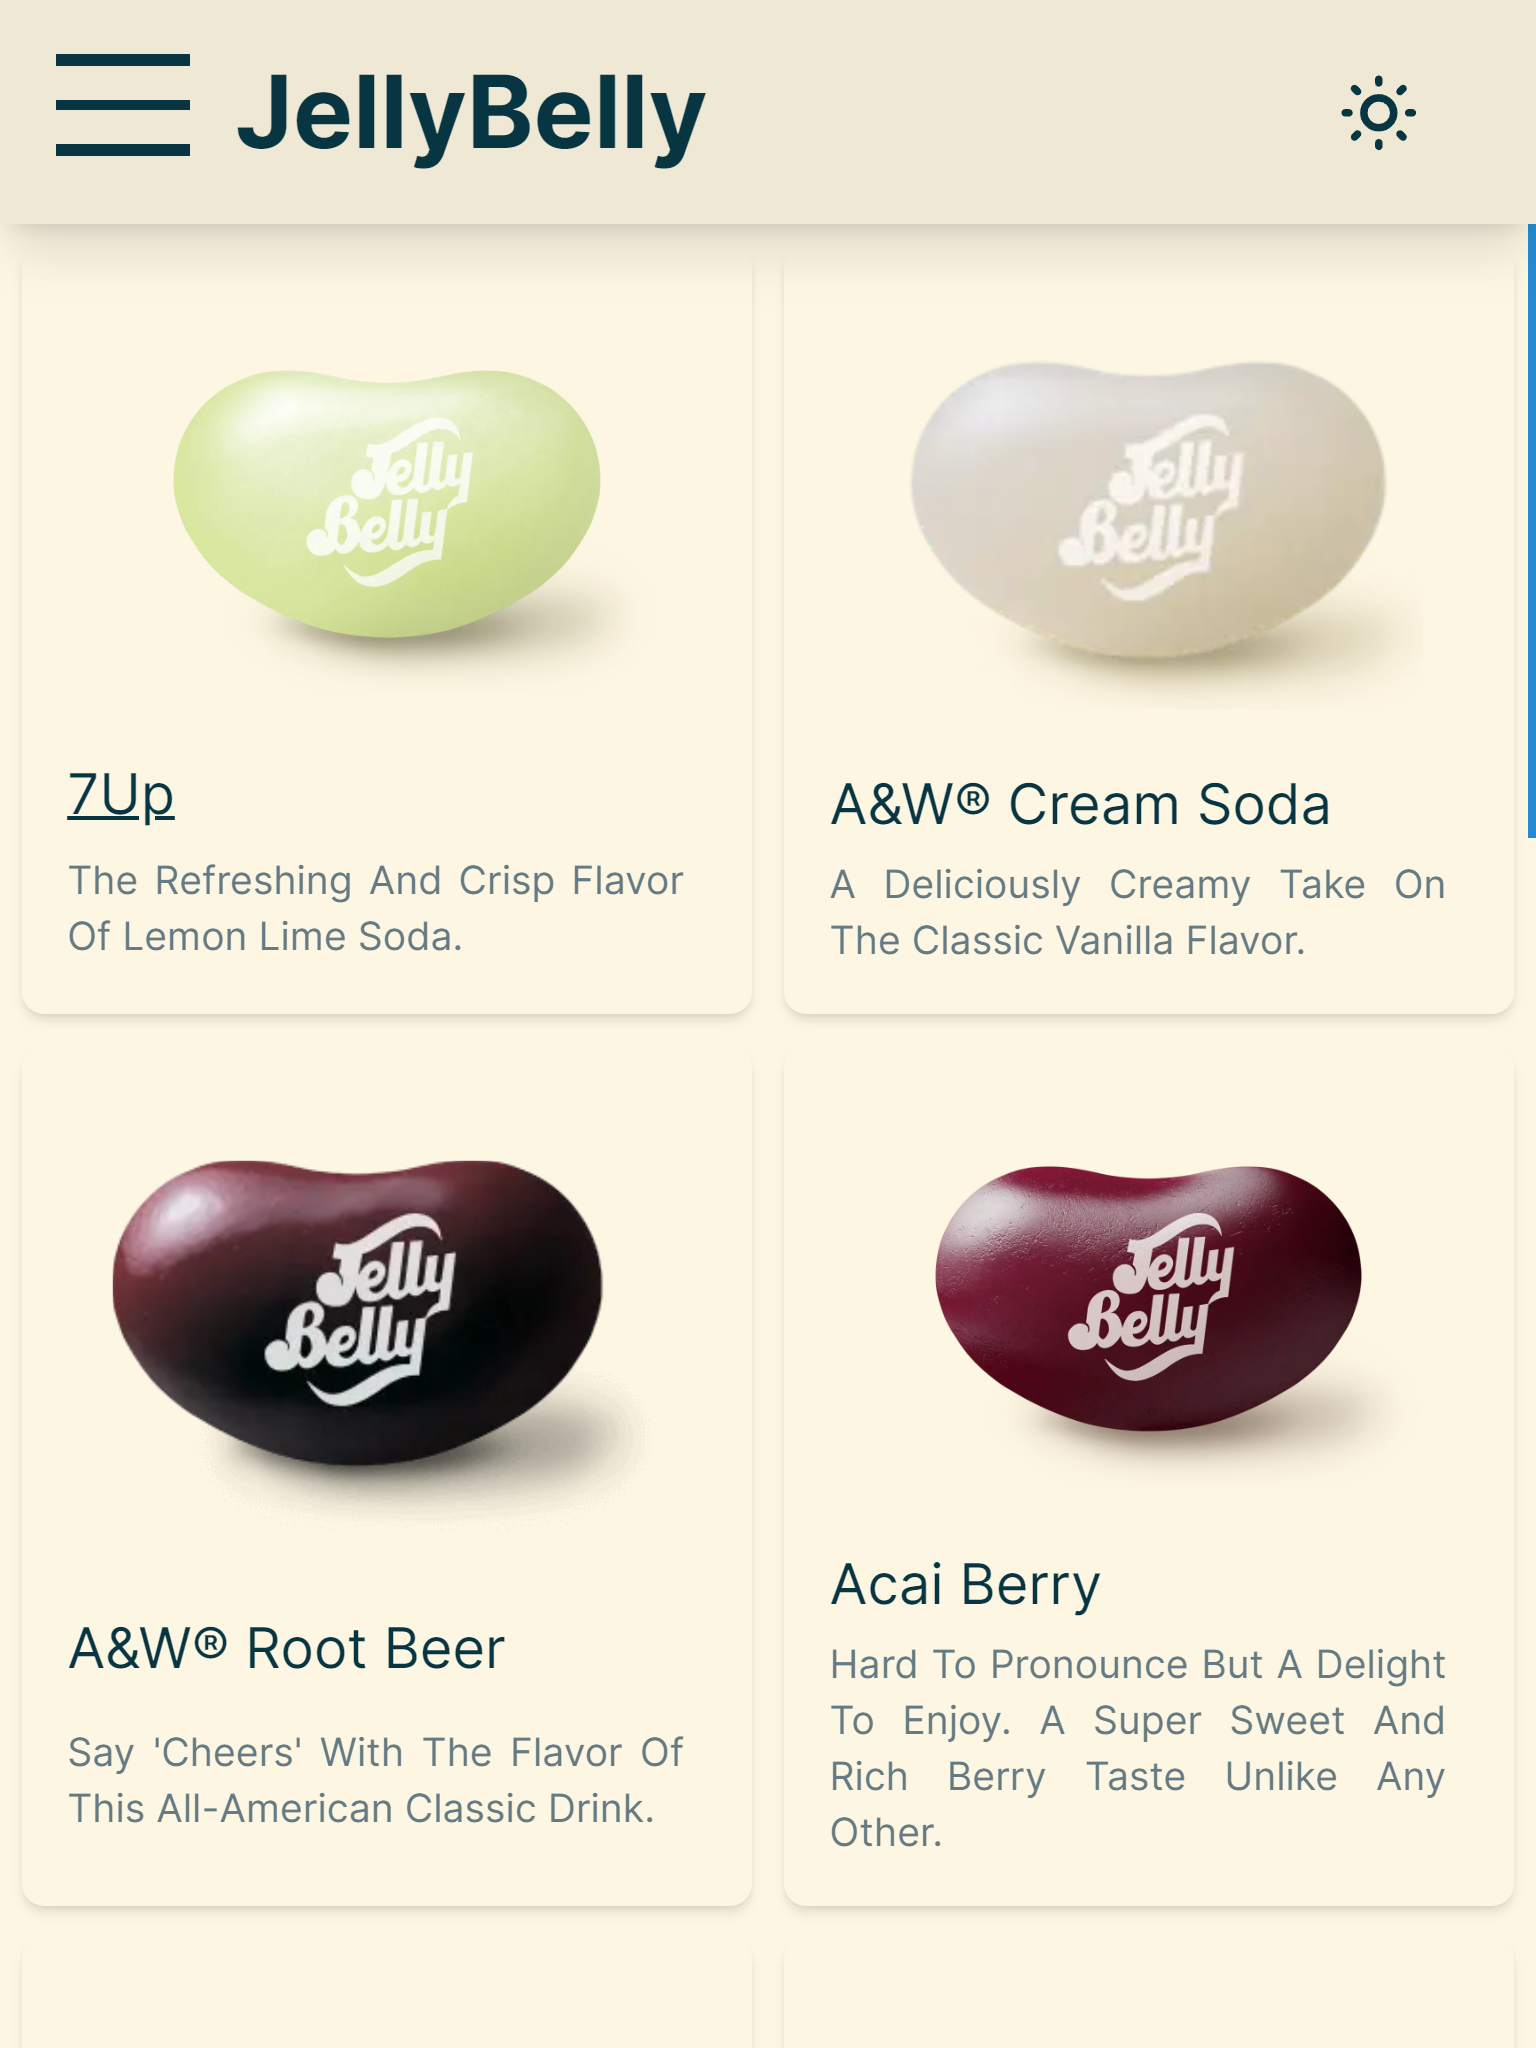 JellyBelly
Jelly
Belly
7Up
The Refreshing And Crisp Flavor
Of Lemon Lime Soda.
Jelly
Belly
A&W® Cream Soda
A Deliciously Creamy Take On
The Classic Vanilla Flavor.
Jelly
Belly
A&W® Root Beer
Say 'Cheers' With The Flavor Of
This All-American Classic Drink.
Jelly
Belly
Acai Berry
Hard To Pronounce But A Delight
To Enjoy. A Super Sweet And
Rich Berry Taste Unlike Any
Other.